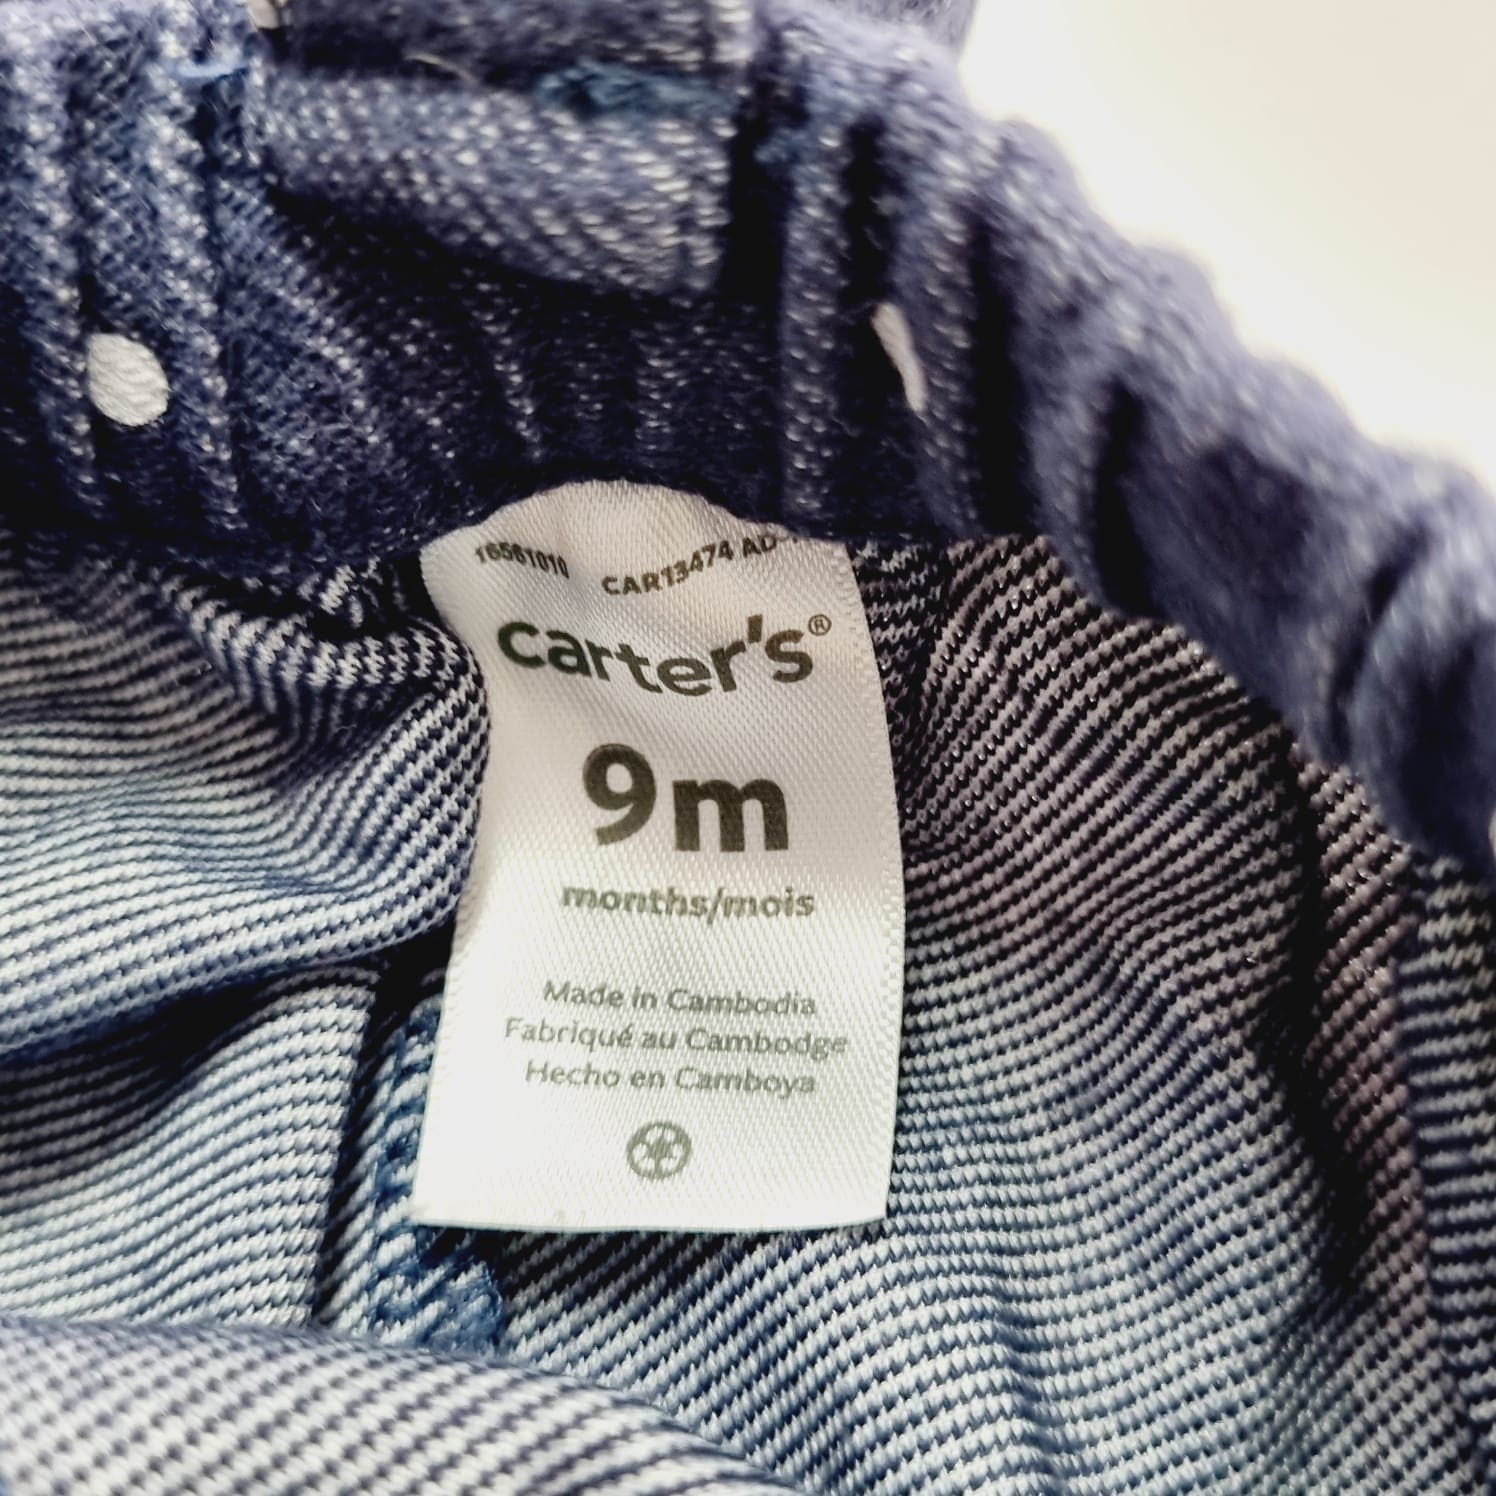 16561010 CAR13474 AD
carter's®
9m
months/mois
Made in Cambodia
Fabriqué au Cambodge
Hecho en Camboya